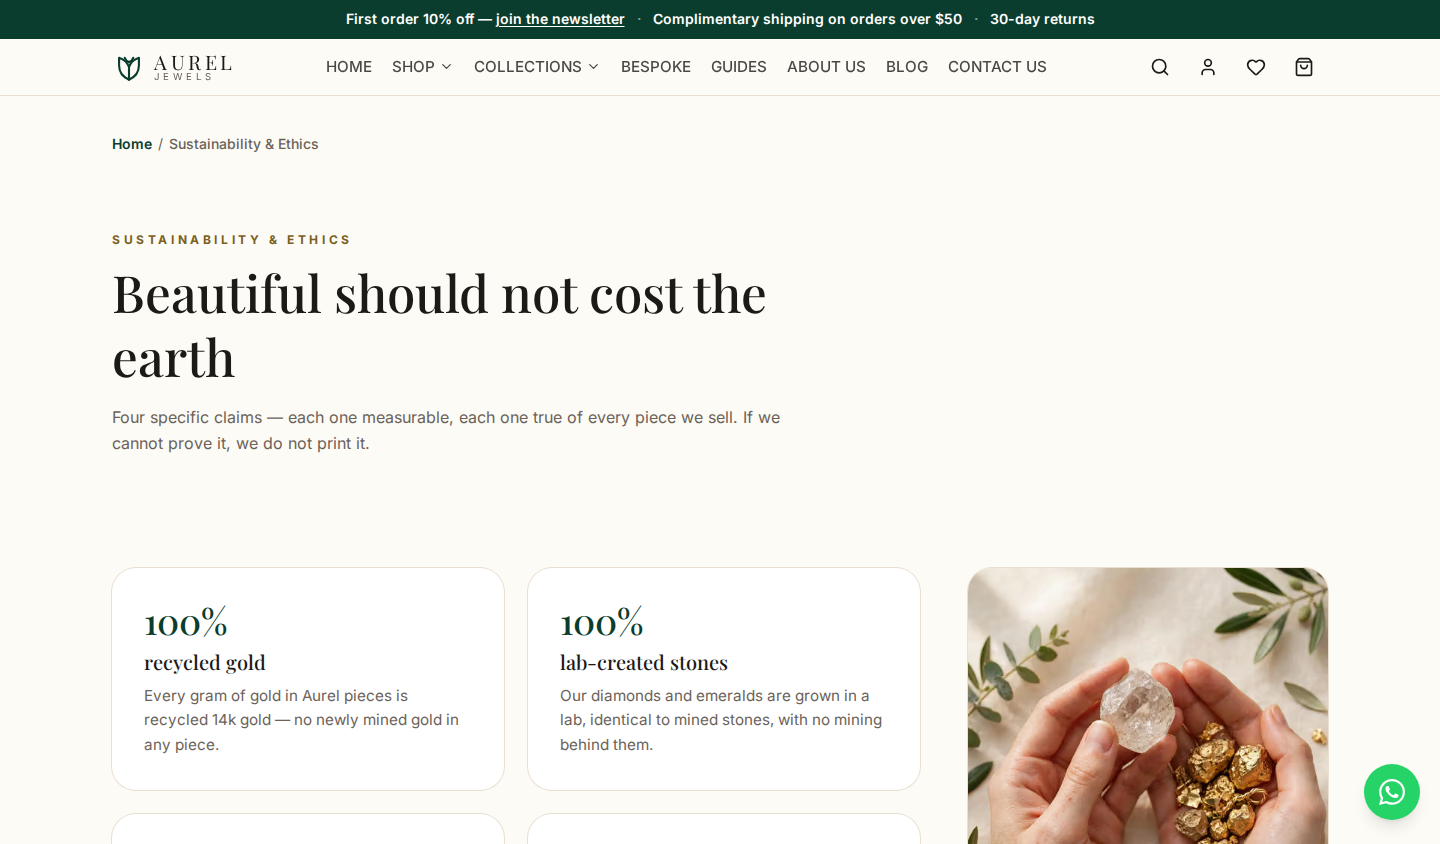 First order 10% off — join the newsletter · Complimentary shipping on orders over $50 · 30-day returns
AUREL
JEWELS
HOME SHOP COLLECTIONS BESPOKE GUIDES ABOUT US BLOG CONTACT US
Home / Sustainability & Ethics
SUSTAINABILITY & ETHICS
Beautiful should not cost the
earth
Four specific claims — each one measurable, each one true of every piece we sell. If we
cannot prove it, we do not print it.
100%
recycled gold
Every gram of gold in Aurel pieces is
recycled 14k gold — no newly mined gold in
any piece.
100%
lab-created stones
Our diamonds and emeralds are grown in a
lab, identical to mined stones, with no mining
behind them.